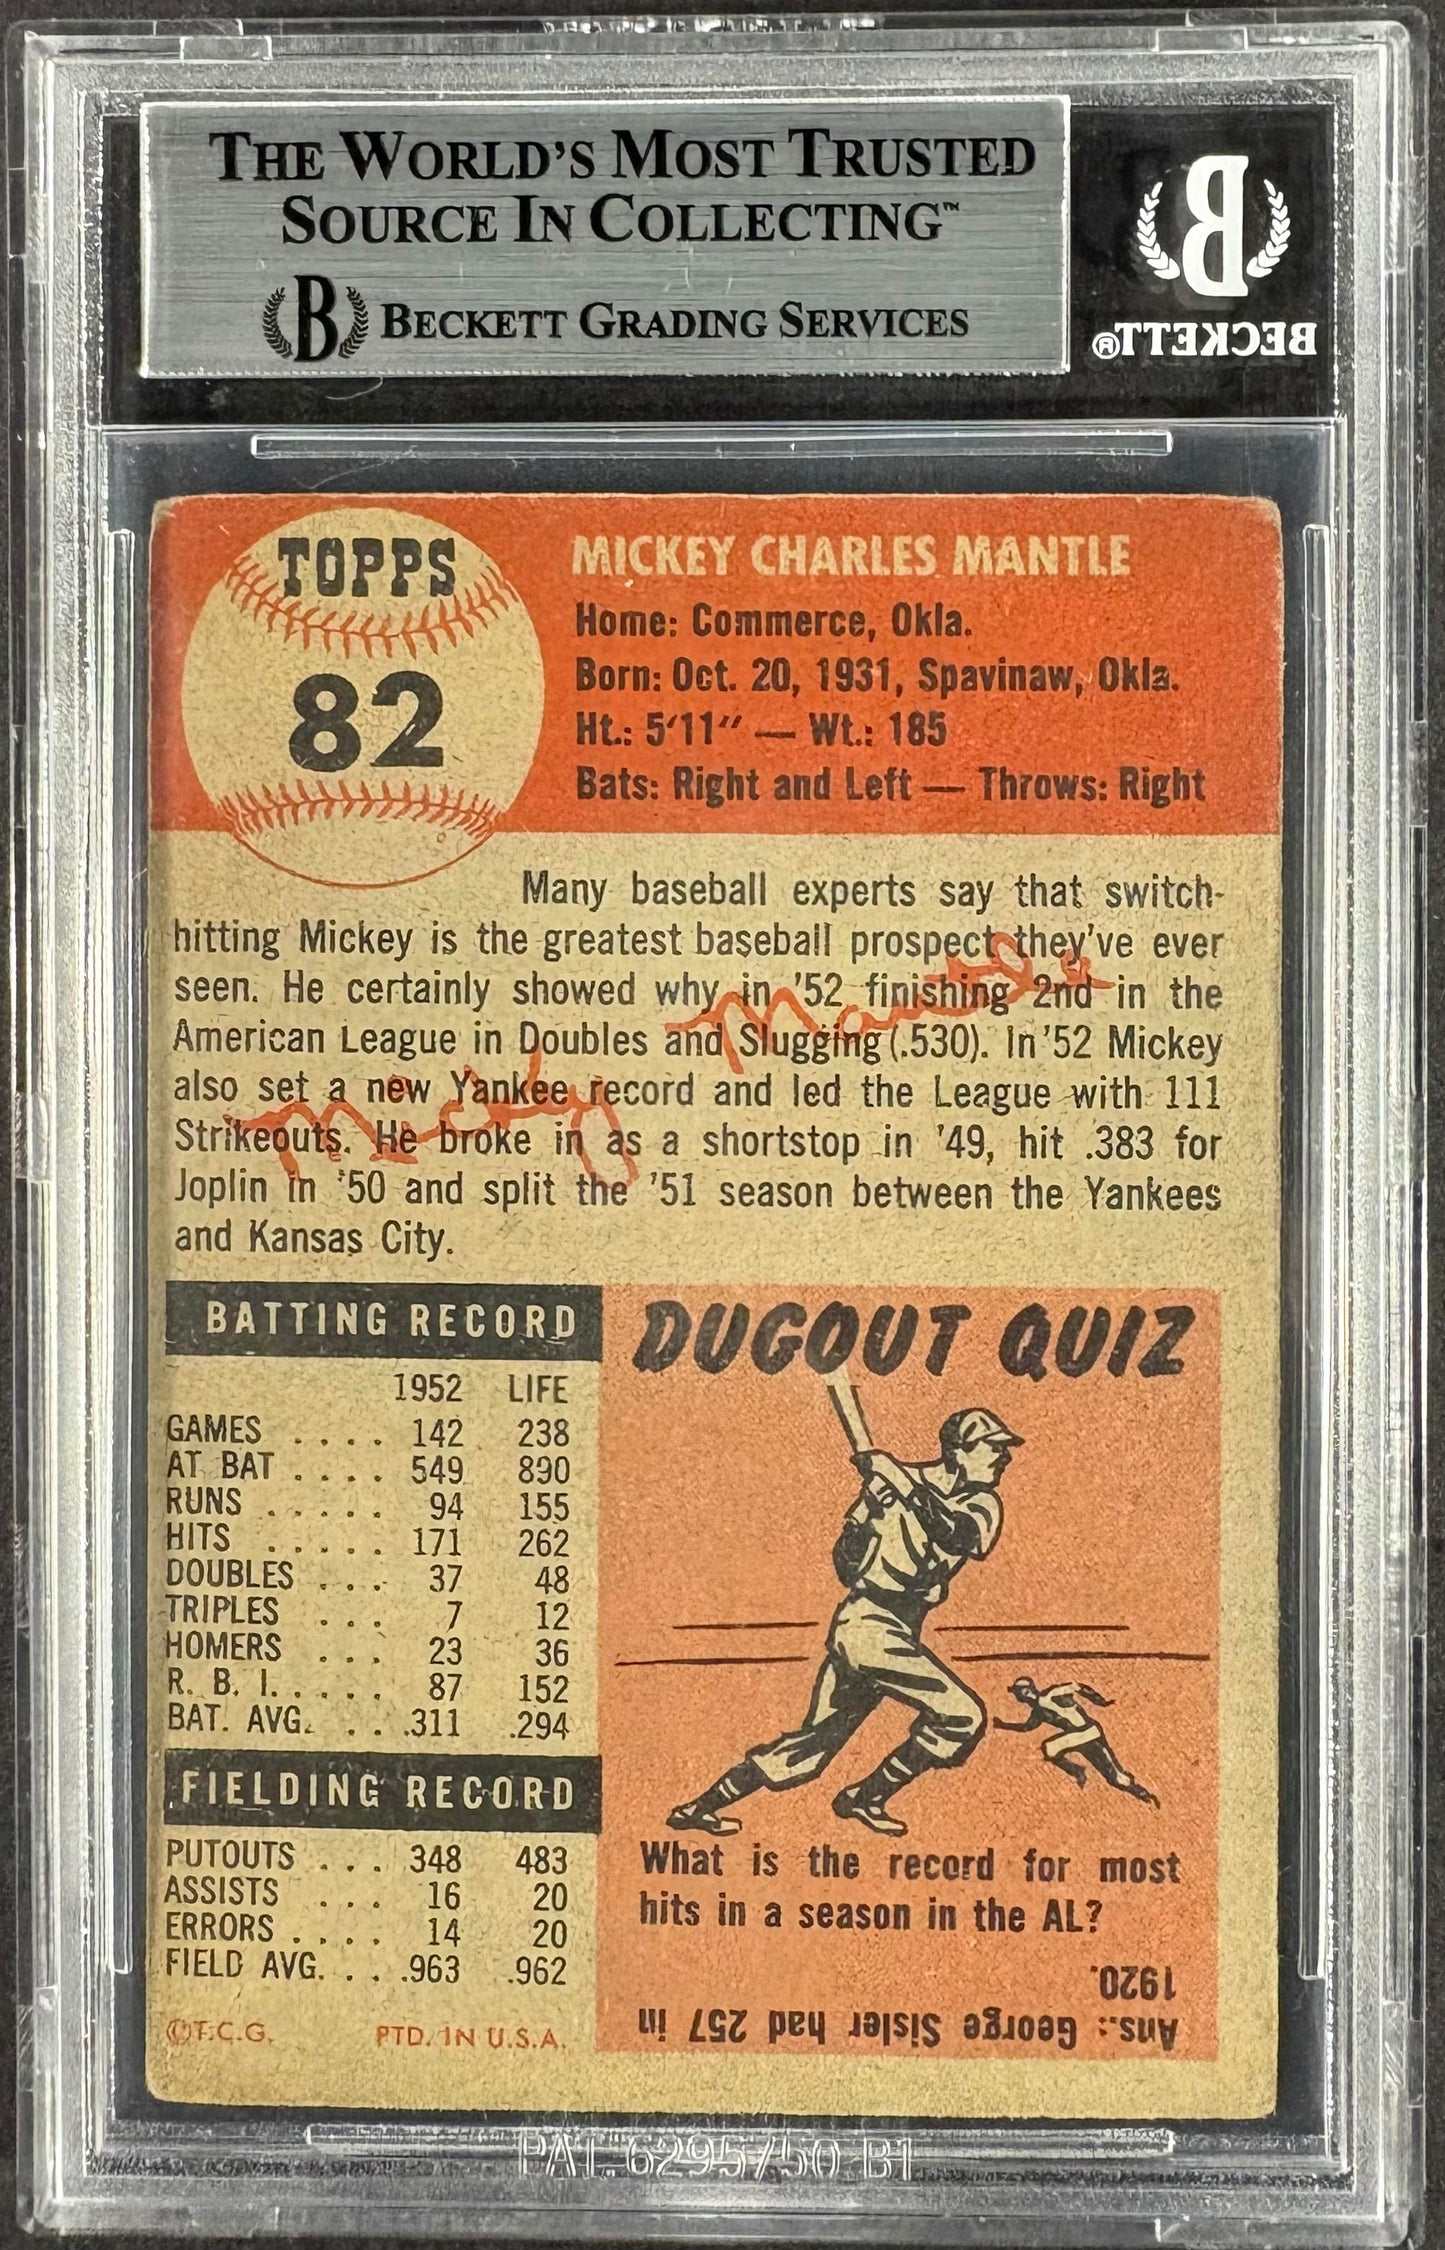 THE WORLD'S MOST TRUSTED
SOURCE IN COLLECTING™
B BECKETT GRADING SERVICES
B
BECKETT®
TOPPS
82
MICKEY CHARLES MANTLE
Home: Commerce, Okla.
Born: Oct. 20, 1931, Spavinaw, Okla.
Ht.: 5'11" — Wt.: 185
Bats: Right and Left — Throws: Right
Many baseball experts say that switch-
hitting Mickey is the greatest baseball prospect they've ever
seen. He certainly showed why in '52 finishing 2nd in the
American League in Doubles and Slugging (.530). In '52 Mickey
also set a new Yankee record and led the League with 111
Strikeouts. He broke in as a shortstop in '49, hit .383 for
Joplin in '50 and split the '51 season between the Yankees
and Kansas City.
Mickey Mantle
BATTING RECORD
1952 LIFE
GAMES . . . . 142 238
AT BAT . . . . 549 890
RUNS . . . . . 94 155
HITS . . . . . 171 262
DOUBLES . . . 37 48
TRIPLES . . . 7 12
HOMERS . . . 23 36
R. B. I. . . . . 87 152
BAT. AVG. . . .311 .294
FIELDING RECORD
PUTOUTS . . . 348 483
ASSISTS . . . 16 20
ERRORS . . . . 14 20
FIELD AVG. . . .963 .962
©T.C.G. PTD. IN U.S.A.
DUGOUT QUIZ
What is the record for most
hits in a season in the AL?
Ans.: George Sisler had 257 in
1920.
PAT. 6295750 B1